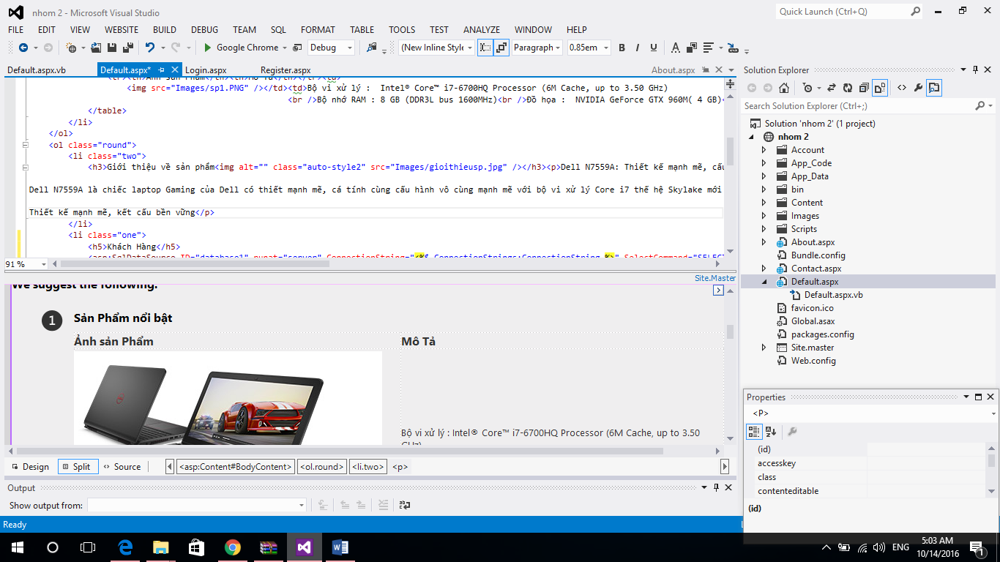 nhom 2 - Microsoft Visual Studio
Quick Launch (Ctrl+Q)
FILE EDIT VIEW WEBSITE BUILD DEBUG TEAM SQL FORMAT TABLE TOOLS TEST ANALYZE WINDOW HELP
Google Chrome Debug (New Inline Style Paragraph 0.85em B I U A
Default.aspx.vb Default.aspx* Login.aspx Register.aspx About.aspx
<img src="Images/sp1.PNG" /></td><td>Bộ vi xử lý : Intel® Core™ i7-6700HQ Processor (6M Cache, up to 3.50 GHz)
<br />Bộ nhớ RAM : 8 GB (DDR3L bus 1600MHz)<br />Đồ họa : NVIDIA GeForce GTX 960M( 4 GB)<
</table>
</li>
</ol>
<ol class="round">
<li class="two">
<h3>Giới thiệu về sản phẩm<img alt="" class="auto-style2" src="Images/gioithieusp.jpg" /></h3><p>Dell N7559A: Thiết kế mạnh mẽ, cấu
Dell N7559A là chiếc laptop Gaming của Dell có thiết mạnh mẽ, cá tính cùng cấu hình vô cùng mạnh mẽ với bộ vi xử lý Core i7 thế hệ Skylake mới
Thiết kế mạnh mẽ, kết cấu bền vững</p>
</li>
<li class="one">
<h5>Khách Hàng</h5>
<asp:SqlDataSource ID="database1" runat="server" ConnectionString="<%$ ConnectionStrings:ConnectionString %>" SelectCommand="SELECT
91 %
Site.Master
We suggest the following:
1 Sản Phẩm nổi bật
Ảnh sản Phẩm Mô Tả
Bộ vi xử lý : Intel® Core™ i7-6700HQ Processor (6M Cache, up to 3.50
GHz)
Design Split Source <asp:Content#BodyContent> <ol.round> <li.two> <p>
Output
Show output from:
Ready
Solution Explorer
Search Solution Explorer (Ctrl+;)
Solution 'nhom 2' (1 project)
nhom 2
Account
App_Code
App_Data
bin
Content
Images
Scripts
About.aspx
Bundle.config
Contact.aspx
Default.aspx
Default.aspx.vb
favicon.ico
Global.asax
packages.config
Site.master
Web.config
Properties
<P>
(id)
accesskey
class
contenteditable
(id)
ENG
5:03 AM
10/14/2016
1